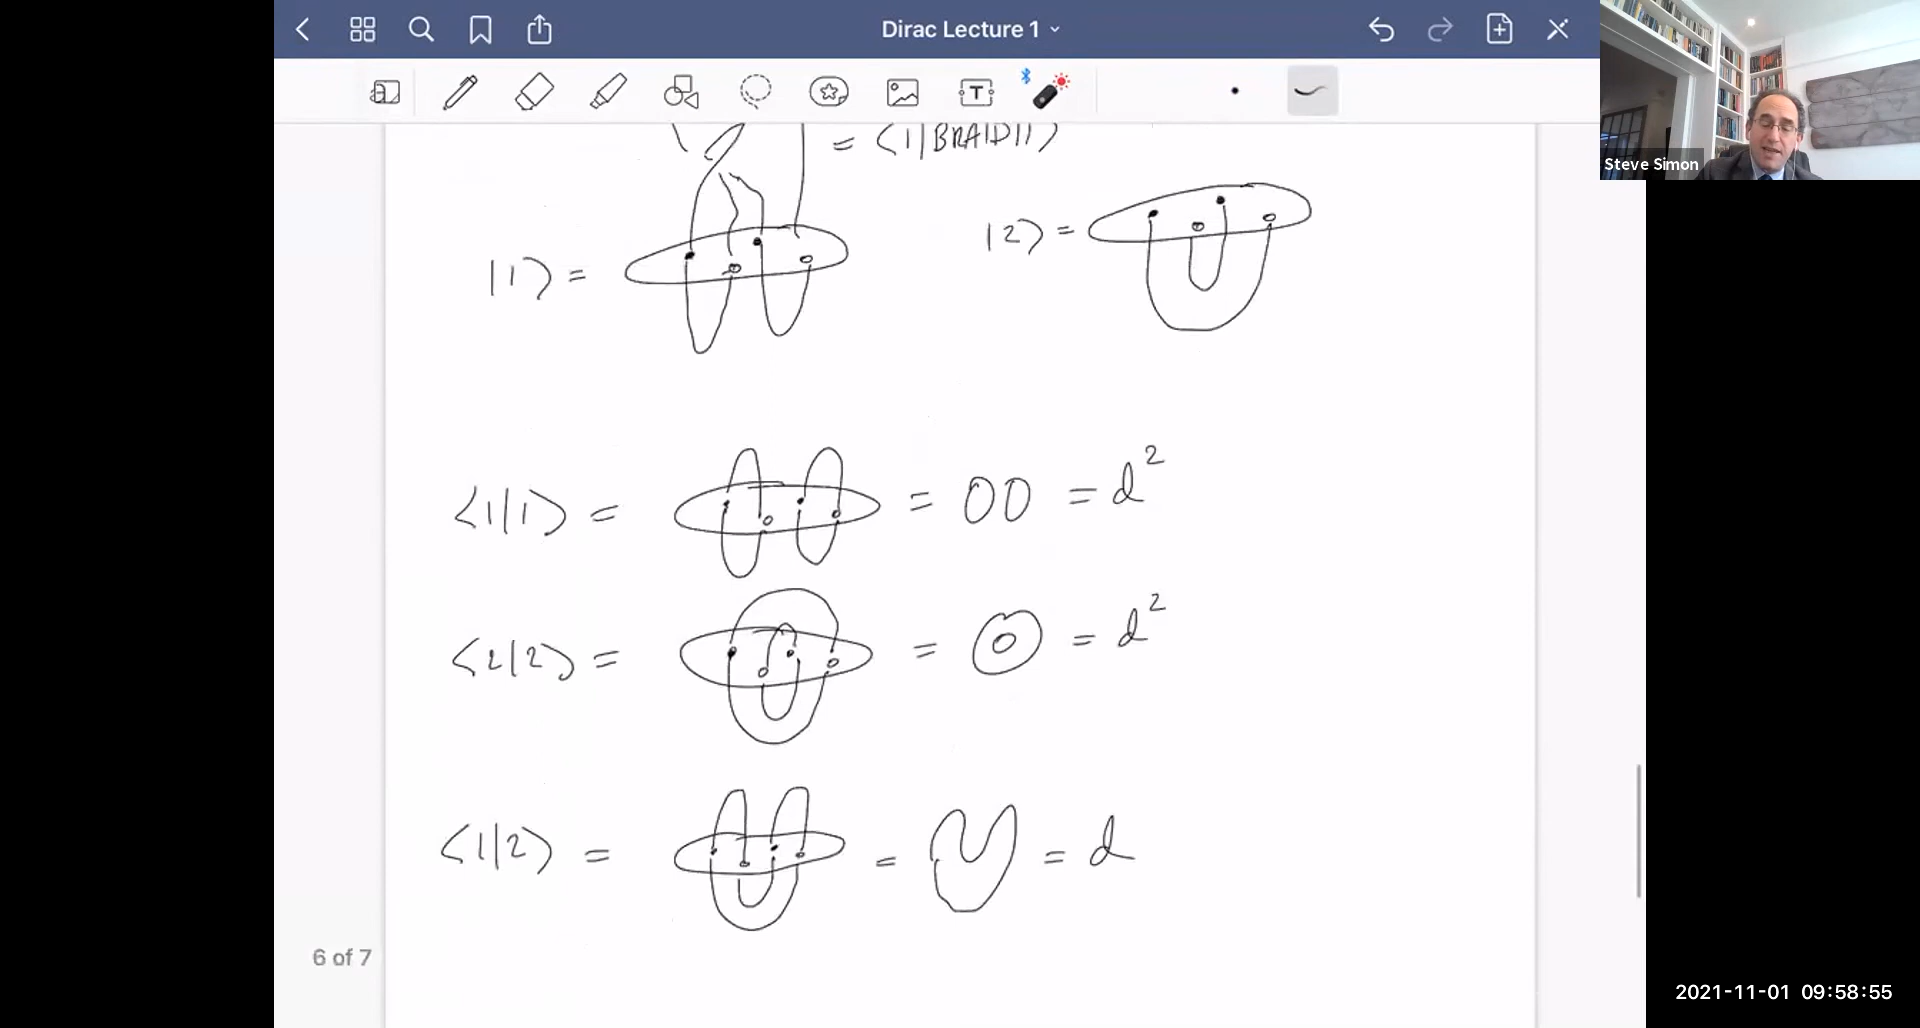 Dirac Lecture 1
T
Steve Simon
= ⟨1|BRAID|1⟩
|1⟩ =
|2⟩ =
⟨1|1⟩ = = OO = d²
⟨2|2⟩ = = = d²
⟨1|2⟩ = = = d
6 of 7
2021-11-01 09:58:55